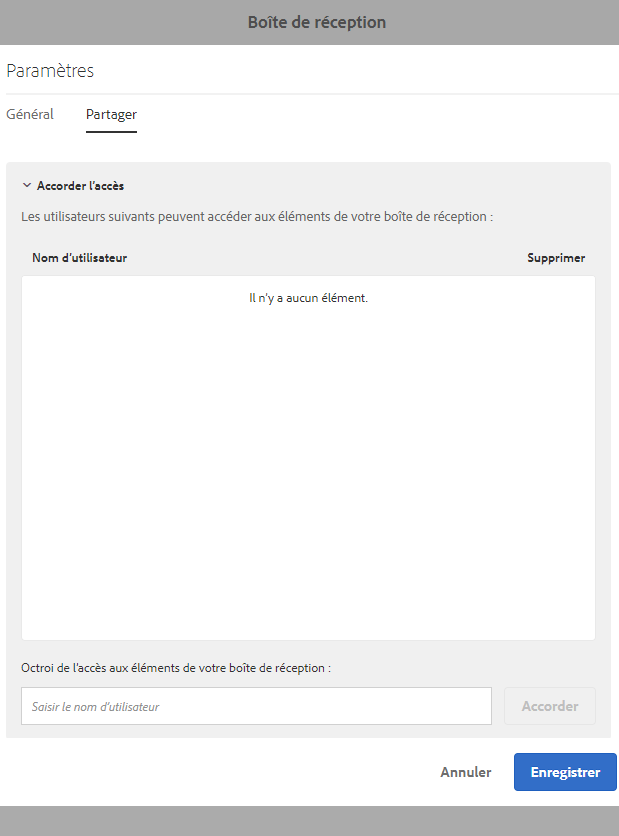 Boîte de réception
Paramètres
Général Partager
Accorder l'accès
Les utilisateurs suivants peuvent accéder aux éléments de votre boîte de réception :
Nom d'utilisateur Supprimer
Il n'y a aucun élément.
Octroi de l'accès aux éléments de votre boîte de réception :
Saisir le nom d'utilisateur Accorder
Annuler Enregistrer